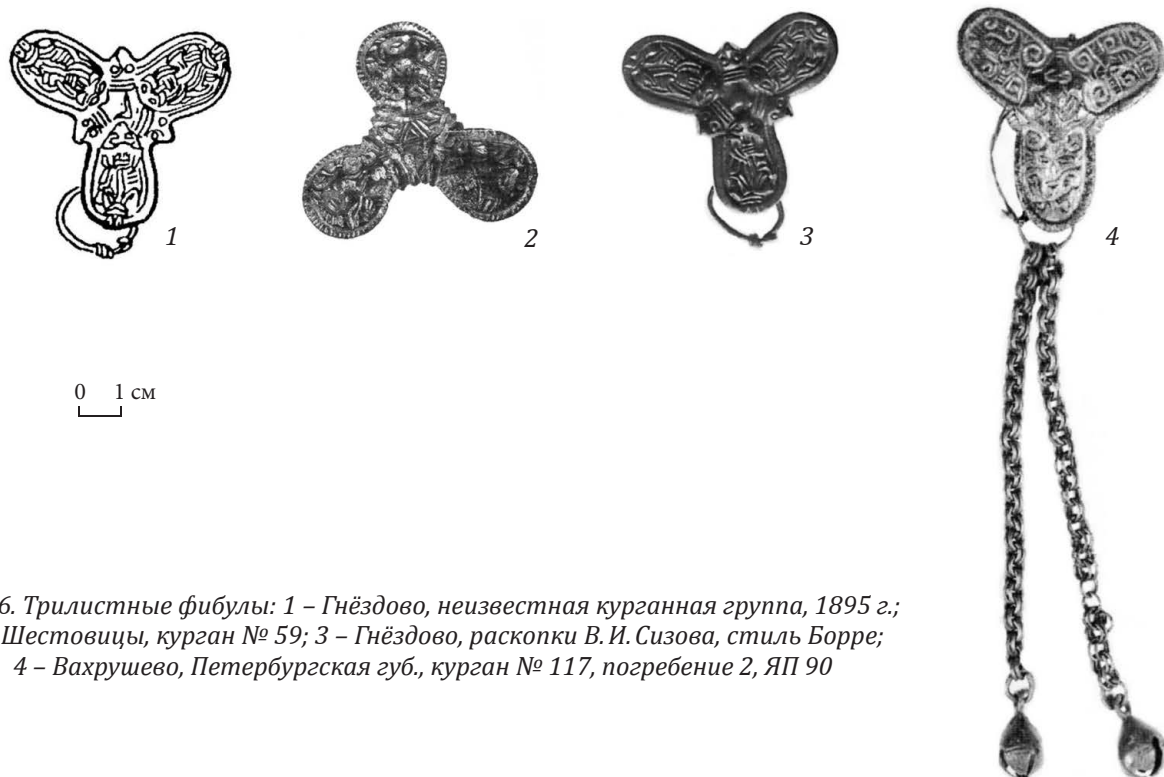 1
2
3
4
0 1 см
6. Трилистные фибулы: 1 – Гнёздово, неизвестная курганная группа, 1895 г.;
Шестовицы, курган № 59; 3 – Гнёздово, раскопки В. И. Сизова, стиль Борре;
4 – Вахрушево, Петербургская губ., курган № 117, погребение 2, ЯП 90